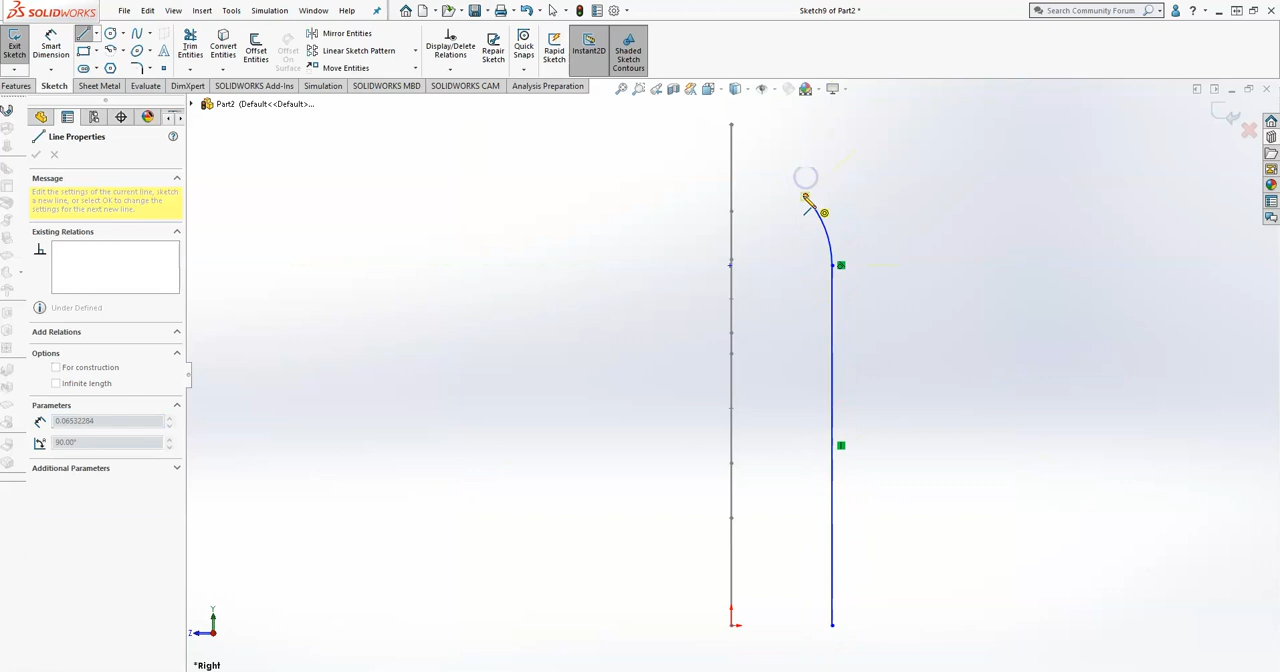 SOLIDWORKS
File Edit View Insert Tools Simulation Window Help
Sketch9 of Part2 *
Search Community Forum
Exit Sketch
Smart Dimension
Trim Entities
Convert Entities
Offset Entities
Offset On Surface
Mirror Entities
Linear Sketch Pattern
Move Entities
Display/Delete Relations
Repair Sketch
Quick Snaps
Rapid Sketch
Instant2D
Shaded Sketch Contours
Features Sketch Sheet Metal Evaluate DimXpert SOLIDWORKS Add-Ins Simulation SOLIDWORKS MBD SOLIDWORKS CAM Analysis Preparation
Part2 (Default<<Default>...
Line Properties
Message
Edit the settings of the current line, sketch
a new line, or select OK to change the
settings for the next new line.
Existing Relations
Under Defined
Add Relations
Options
For construction
Infinite length
Parameters
0.06532284
90.00°
Additional Parameters
Y
Z
*Right